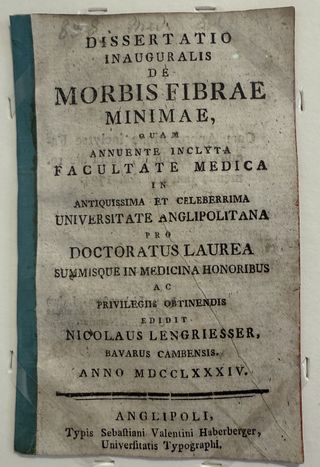 DISSERTATIO
INAUGURALIS
DE
MORBIS FIBRAE
MINIMAE,
QUAM
ANNUENTE INCLYTA
FACULTATE MEDICA
IN
ANTIQUISSIMA ET CELEBERRIMA
UNIVERSITATE ANGLIPOLITANA
PRO
DOCTORATUS LAUREA
SUMMISQUE IN MEDICINA HONORIBUS
AC
PRIVILEGIIS OBTINENDIS
EDIDIT
NICOLAUS LENGRIESSER,
BAVARUS CAMBENSIS.
ANNO MDCCLXXXIV.
ANGLIPOLI,
Typis Sebastiani Valentini Haberberger,
Universitatis Typographi,